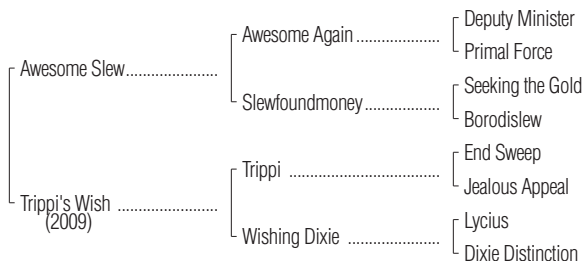 Deputy Minister
Awesome Again ....................
Primal Force
Awesome Slew......................
Seeking the Gold
Slewfoundmoney..................
Borodislew
End Sweep
Trippi .................................
Jealous Appeal
Trippi's Wish ........................
(2009)
Lycius
Wishing Dixie ......................
Dixie Distinction